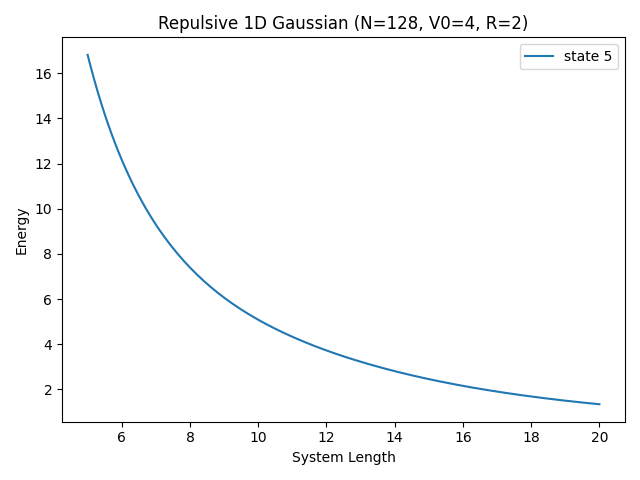 Repulsive 1D Gaussian (N=128, V0=4, R=2)
state 5
16
14
12
10
8
6
4
2
Energy
6 8 10 12 14 16 18 20
System Length